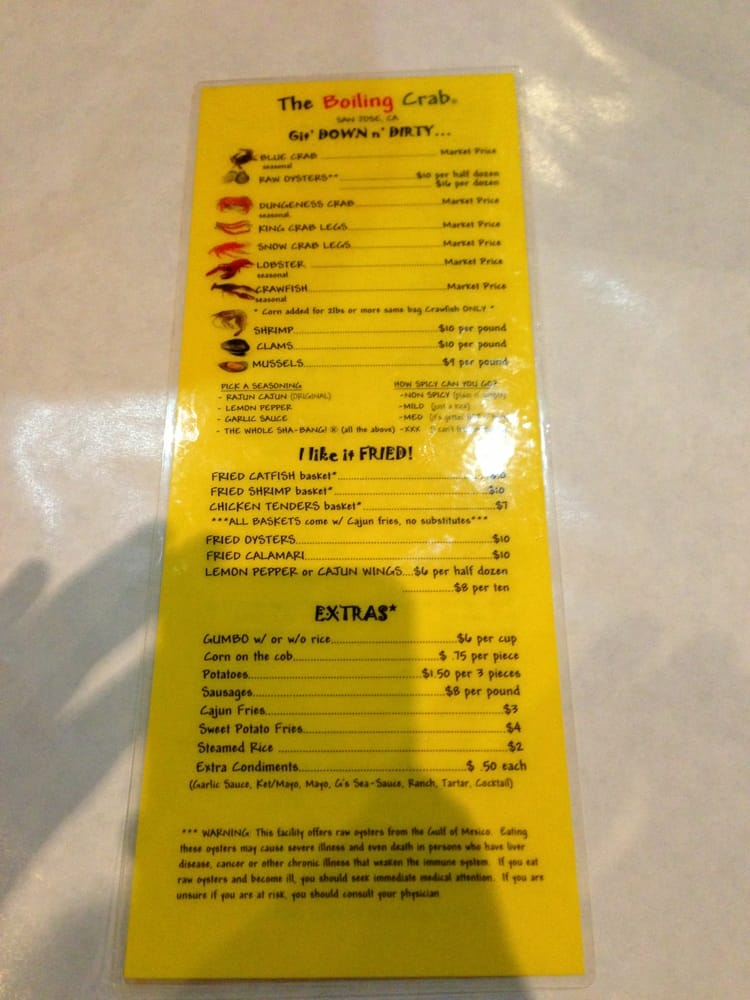 The Boiling Crab®
SAN JOSE, CA
Git' DOWN n' DIRTY...
BLUE CRAB Market Price
seasonal
RAW OYSTERS** $10 per half dozen
$16 per dozen
DUNGENESS CRAB Market Price
seasonal
KING CRAB LEGS Market Price
SNOW CRAB LEGS Market Price
LOBSTER Market Price
seasonal
CRAWFISH Market Price
seasonal
* Corn added for 2lbs or more same bag Crawfish ONLY *
SHRIMP $10 per pound
CLAMS $10 per pound
MUSSELS $9 per pound
PICK A SEASONING HOW SPICY CAN YOU GO?
- RAJUN CAJUN (ORIGINAL) -NON SPICY (plain n' simple)
- LEMON PEPPER -MILD (just a kick)
- GARLIC SAUCE -MED (it's gettin'
- THE WHOLE SHA-BANG! ® (all the above) -XXX (I can't
I like it FRIED!
FRIED CATFISH basket* $10
FRIED SHRIMP basket* $10
CHICKEN TENDERS basket* $7
***ALL BASKETS come w/ Cajun fries, no substitutes***
FRIED OYSTERS $10
FRIED CALAMARI $10
LEMON PEPPER or CAJUN WINGS $6 per half dozen
$8 per ten
EXTRAS*
GUMBO w/ or w/o rice $6 per cup
Corn on the cob $ .75 per piece
Potatoes $1.50 per 3 pieces
Sausages $8 per pound
Cajun Fries $3
Sweet Potato Fries $4
Steamed Rice $2
Extra Condiments $ .50 each
(Garlic Sauce, Ket/Mayo, Mayo, G's Sea-Sauce, Ranch, Tartar, Cocktail)
*** WARNING: This facility offers raw oysters from the Gulf of Mexico. Eating
these oysters may cause severe illness and even death in persons who have liver
disease, cancer or other chronic illness that weaken the immune system. If you eat
raw oysters and become ill, you should seek immediate medical attention. If you are
unsure if you are at risk, you should consult your physician